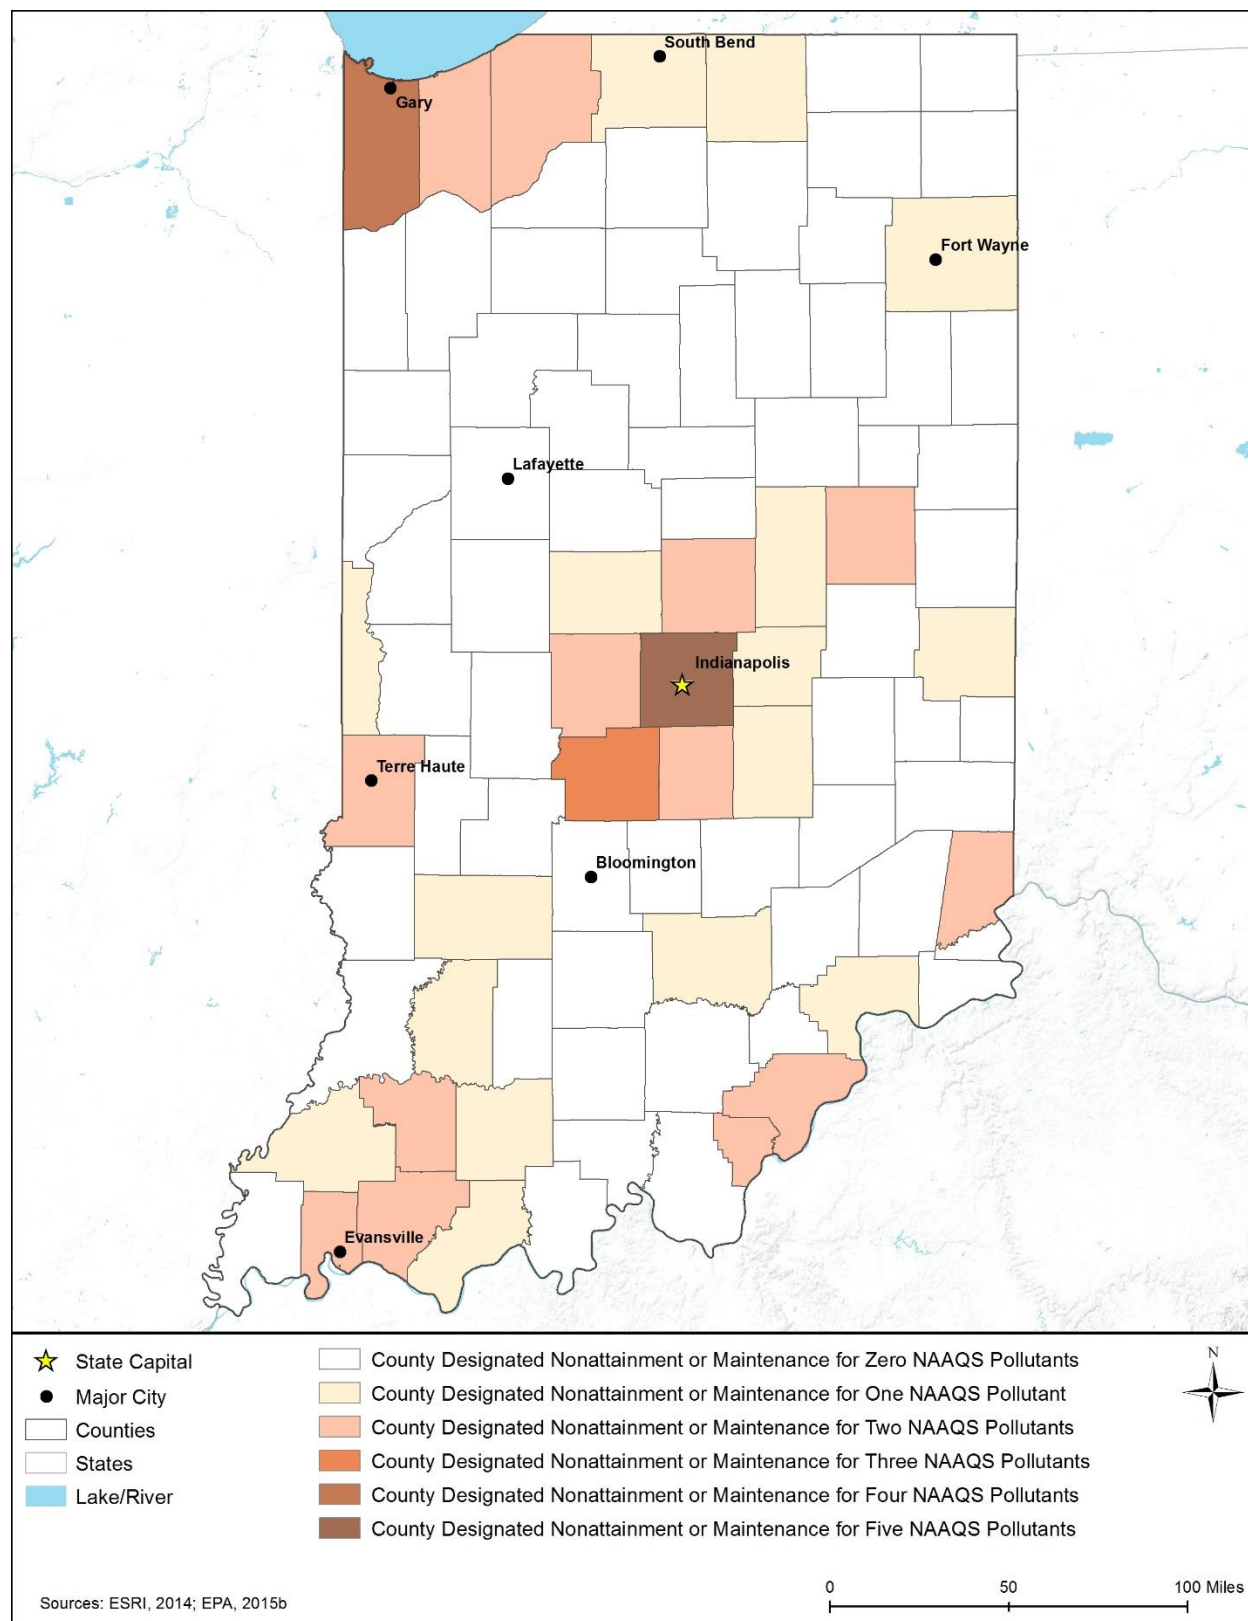 South Bend
Gary
Fort Wayne
Lafayette
Indianapolis
Terre Haute
Bloomington
Evansville
State Capital
Major City
Counties
States
Lake/River
County Designated Nonattainment or Maintenance for Zero NAAQS Pollutants
County Designated Nonattainment or Maintenance for One NAAQS Pollutant
County Designated Nonattainment or Maintenance for Two NAAQS Pollutants
County Designated Nonattainment or Maintenance for Three NAAQS Pollutants
County Designated Nonattainment or Maintenance for Four NAAQS Pollutants
County Designated Nonattainment or Maintenance for Five NAAQS Pollutants
N
Sources: ESRI, 2014; EPA, 2015b
0 50 100 Miles